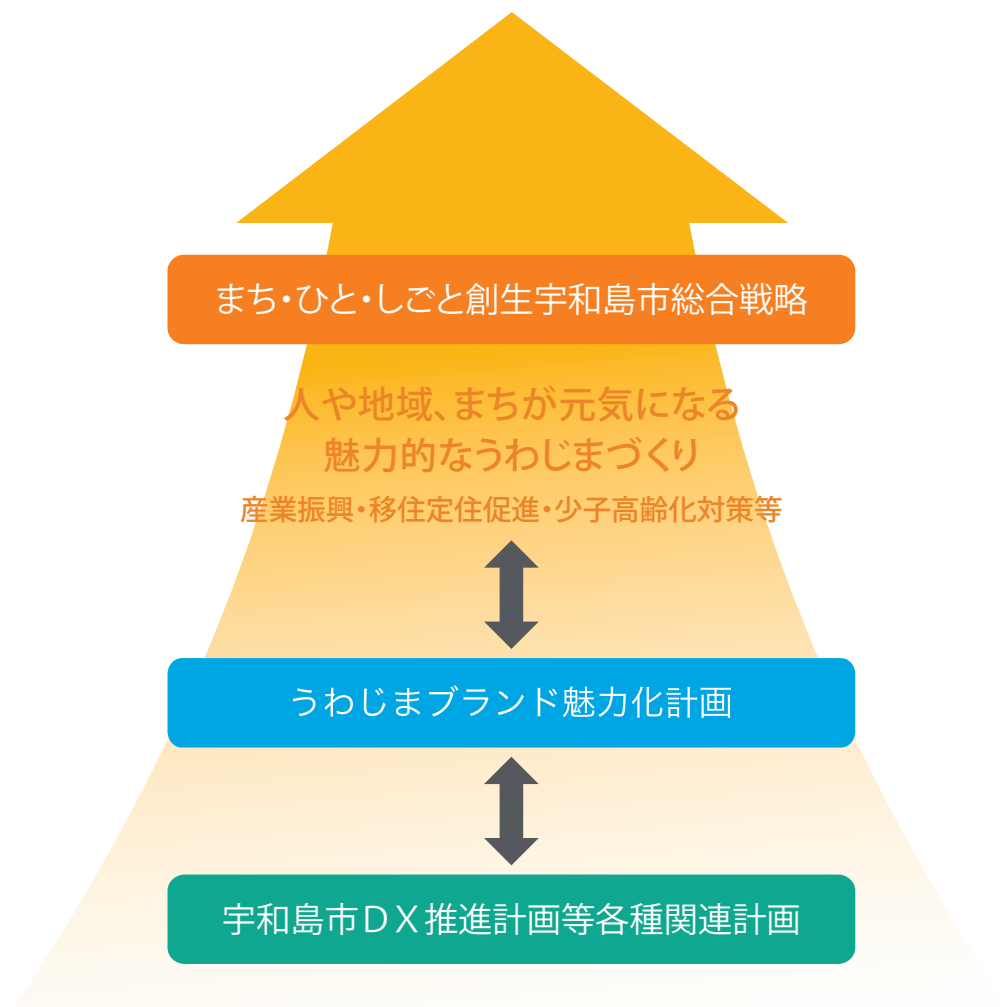 まち・ひと・しごと創生宇和島市総合戦略
人や地域、まちが元気になる
魅力的なうわじまづくり
産業振興・移住定住促進・少子高齢化対策等
うわじまブランド魅力化計画
宇和島市ＤＸ推進計画等各種関連計画